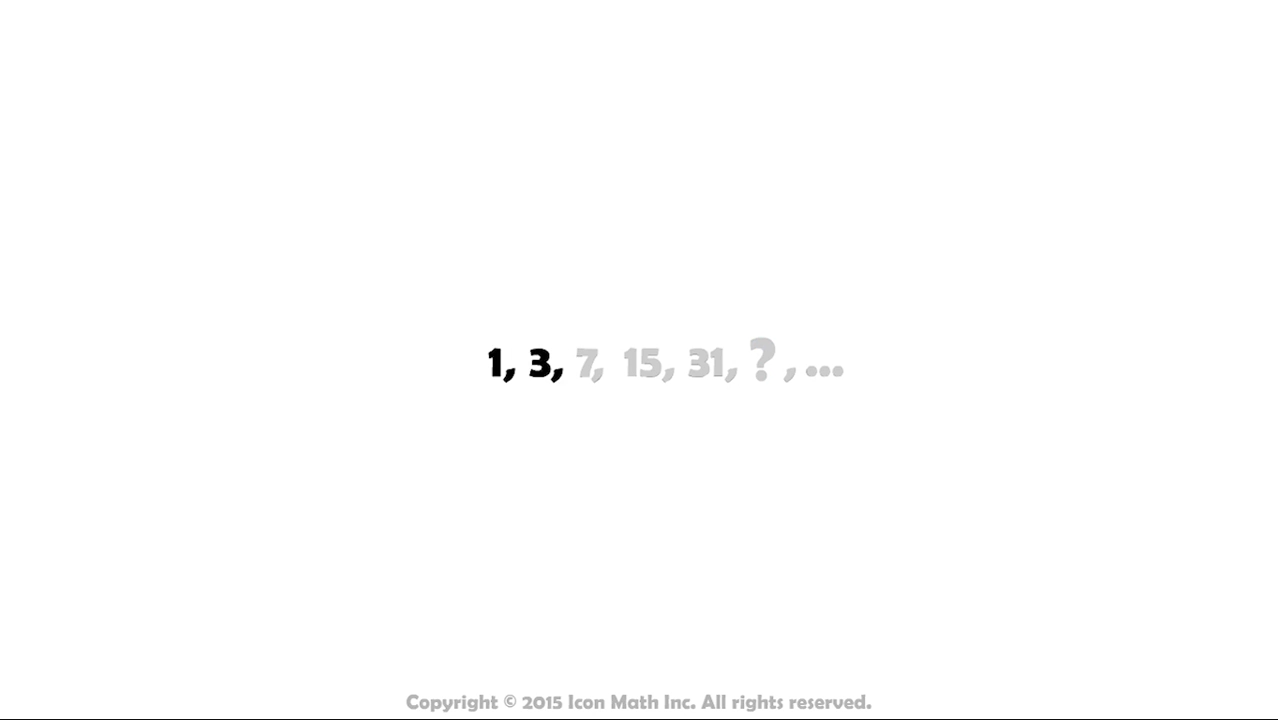 1, 3, 7, 15, 31, ?, ...
Copyright © 2015 Icon Math Inc. All rights reserved.